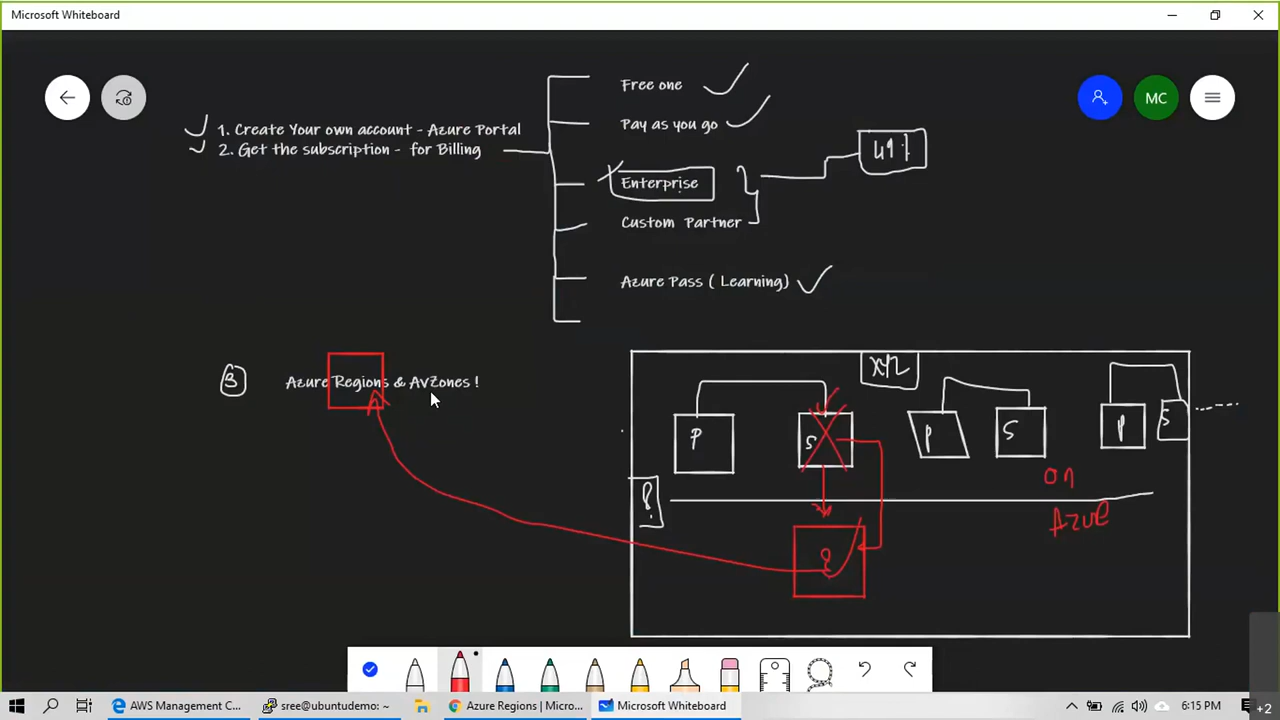 Microsoft Whiteboard
MC
Free one
1. Create Your own account - Azure Portal
Pay as you go
2. Get the subscription - for Billing
Enterprise
Custom Partner
Azure Pass ( Learning)
3
Azure Regions & AvZones !
P
S
P
S
P
S
?
on
Azure
AWS Management C...
sree@ubuntudemo: ~
Azure Regions | Micro...
Microsoft Whiteboard
6:15 PM
+2